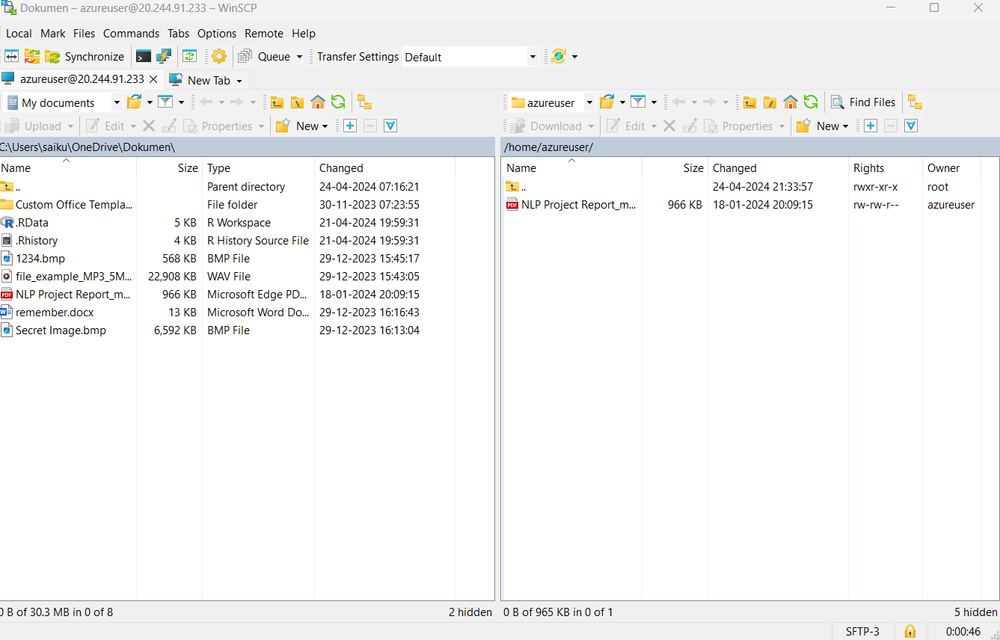 Dokumen – azureuser@20.244.91.233 – WinSCP
Local Mark Files Commands Tabs Options Remote Help
Synchronize Queue Transfer Settings Default
azureuser@20.244.91.233 New Tab
My documents
Upload Edit Properties New
C:\Users\saiku\OneDrive\Dokumen\
Name Size Type Changed
.. Parent directory 24-04-2024 07:16:21
Custom Office Templa... File folder 30-11-2023 07:23:55
.RData 5 KB R Workspace 21-04-2024 19:59:31
.Rhistory 4 KB R History Source File 21-04-2024 19:59:31
1234.bmp 568 KB BMP File 29-12-2023 15:45:17
file_example_MP3_5M... 22,908 KB WAV File 29-12-2023 15:43:05
PDF NLP Project Report_m... 966 KB Microsoft Edge PD... 18-01-2024 20:09:15
remember.docx 13 KB Microsoft Word Do... 29-12-2023 16:16:43
Secret Image.bmp 6,592 KB BMP File 29-12-2023 16:13:04
0 B of 30.3 MB in 0 of 8 2 hidden
azureuser Find Files
Download Edit Properties New
/home/azureuser/
Name Size Changed Rights Owner
.. 24-04-2024 21:33:57 rwxr-xr-x root
PDF NLP Project Report_m... 966 KB 18-01-2024 20:09:15 rw-rw-r-- azureuser
0 B of 965 KB in 0 of 1 5 hidden
SFTP-3 0:00:46